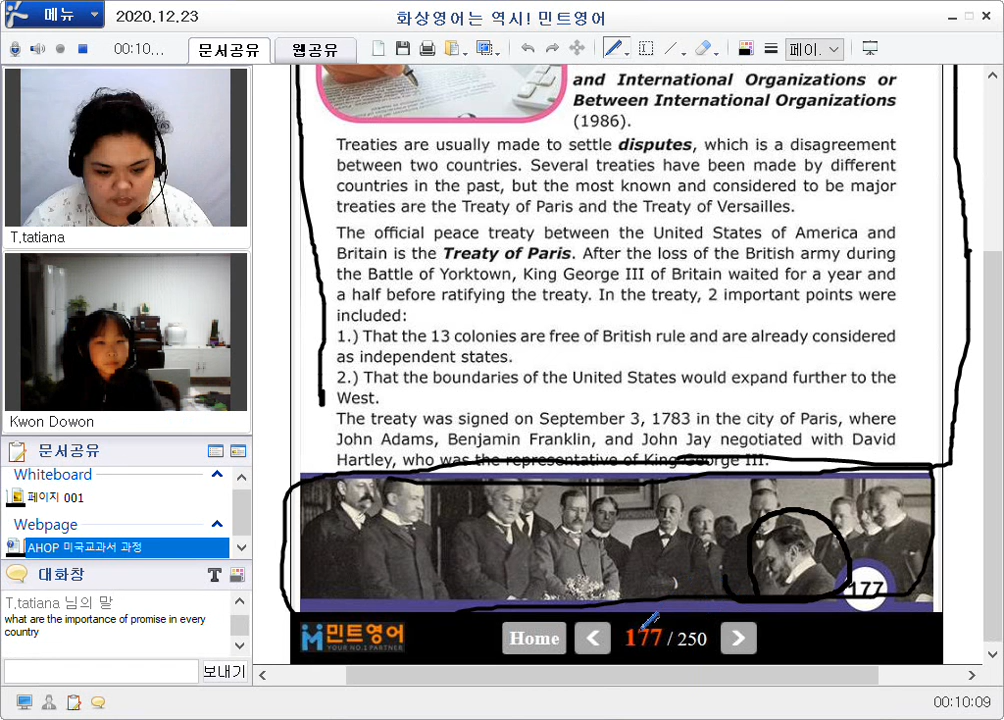 메뉴
2020.12.23
화상영어는 역시! 민트영어
00:10...
문서공유
웹공유
페이.
T.tatiana
Kwon Dowon
문서공유
Whiteboard
페이지 001
Webpage
AHOP 미국교과서 과정
대화창
T.tatiana 님의 말
what are the importance of promise in every
country
보내기
and International Organizations or
Between International Organizations
(1986).
Treaties are usually made to settle disputes, which is a disagreement
between two countries. Several treaties have been made by different
countries in the past, but the most known and considered to be major
treaties are the Treaty of Paris and the Treaty of Versailles.
The official peace treaty between the United States of America and
Britain is the Treaty of Paris. After the loss of the British army during
the Battle of Yorktown, King George III of Britain waited for a year and
a half before ratifying the treaty. In the treaty, 2 important points were
included:
1.) That the 13 colonies are free of British rule and are already considered
as independent states.
2.) That the boundaries of the United States would expand further to the
West.
The treaty was signed on September 3, 1783 in the city of Paris, where
John Adams, Benjamin Franklin, and John Jay negotiated with David
Hartley, who was the representative of King George III.
177
민트영어
YOUR NO.1 PARTNER
Home < 177 / 250 >
00:10:09